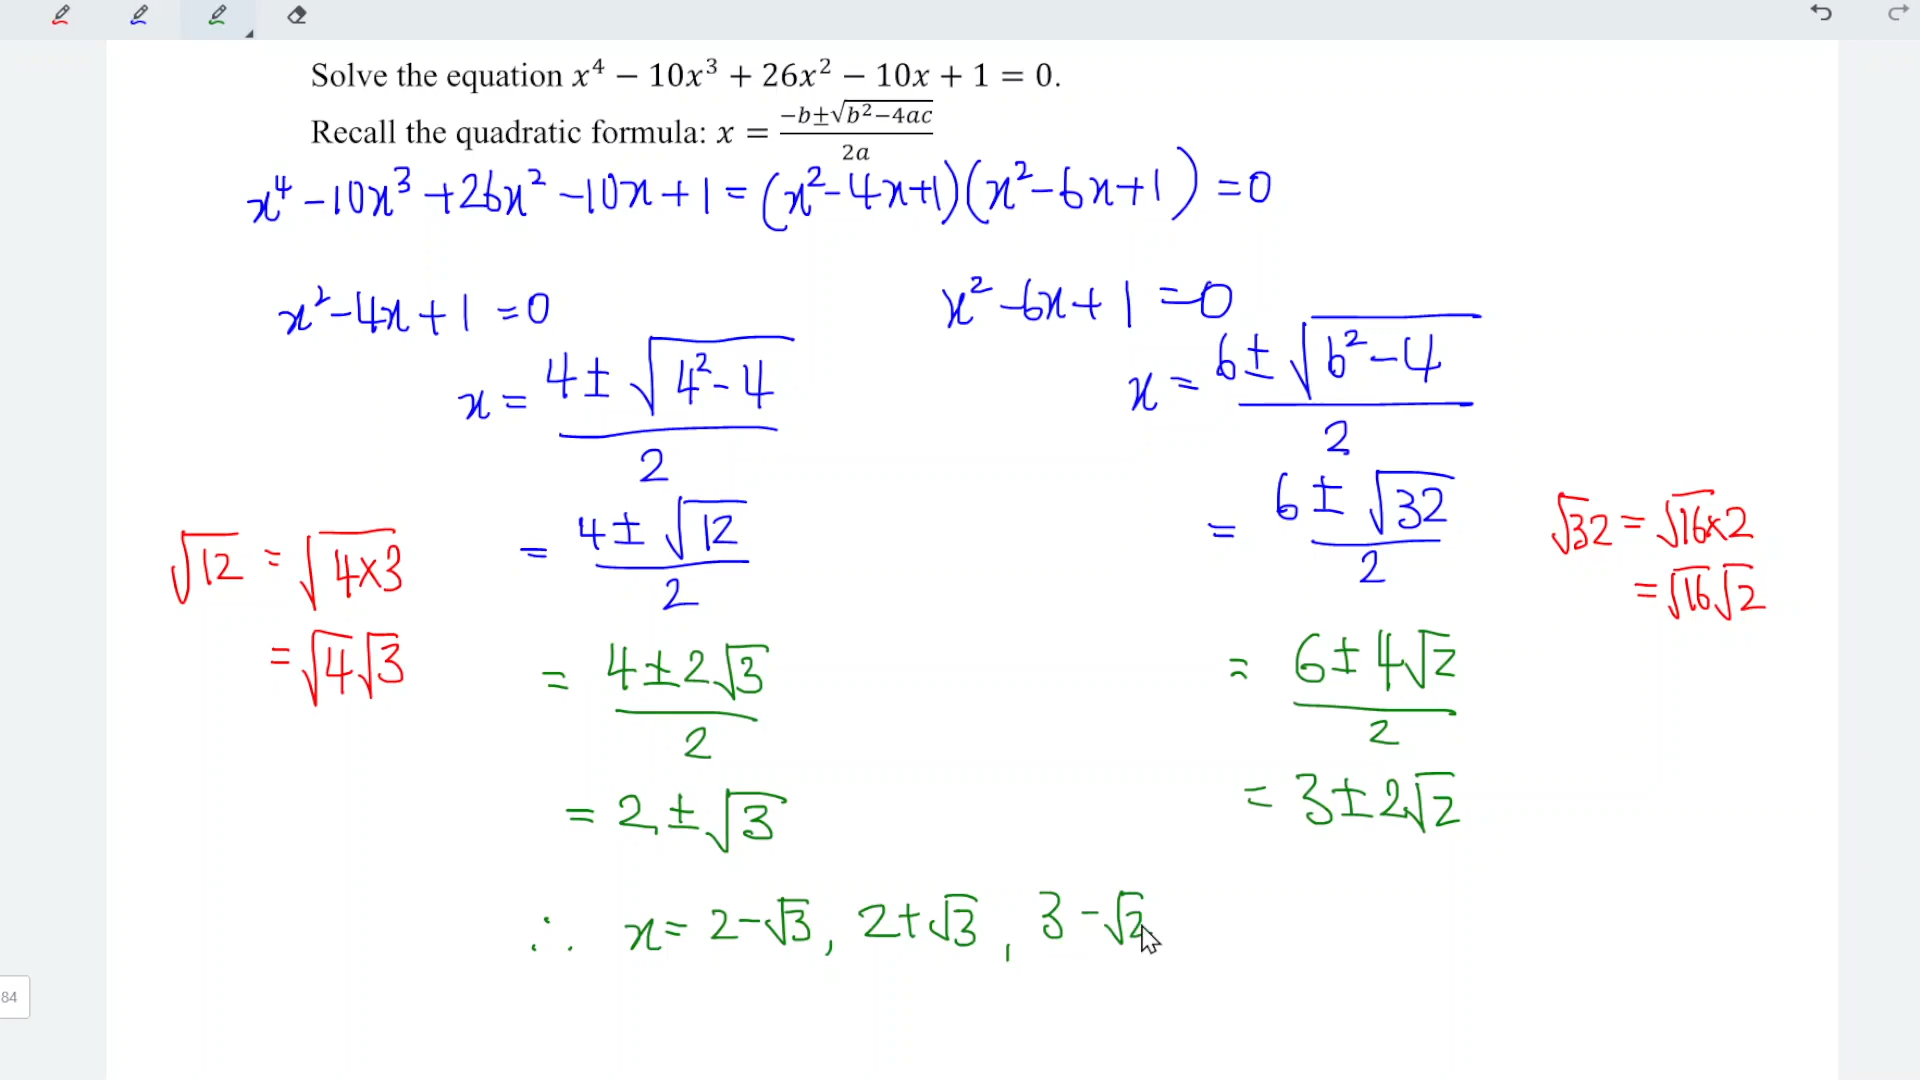 Solve the equation x⁴ − 10x³ + 26x² − 10x + 1 = 0.
Recall the quadratic formula: x = (−b±√(b²−4ac))/(2a)
x⁴ − 10x³ + 26x² − 10x + 1 = (x² − 4x + 1)(x² − 6x + 1) = 0
x² − 4x + 1 = 0
x = (4 ± √(4² − 4))/2
= (4 ± √12)/2
√12 = √(4×3)
= √4√3
= (4 ± 2√3)/2
= 2 ± √3
x² − 6x + 1 = 0
x = (6 ± √(6² − 4))/2
= (6 ± √32)/2
√32 = √16×2
= √16√2
= (6 ± 4√2)/2
= 3 ± 2√2
∴ x = 2 − √3, 2 + √3, 3 − √2
84